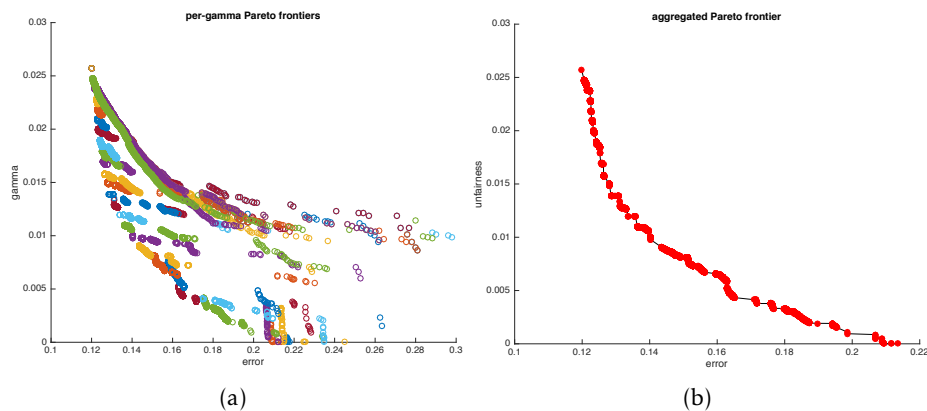 per-gamma Pareto frontiers
0.03
0.025
0.02
0.015
0.01
0.005
0
gamma
0.1 0.12 0.14 0.16 0.18 0.2 0.22 0.24 0.26 0.28 0.3
error
(a)
aggregated Pareto frontier
0.03
0.025
0.02
0.015
0.01
0.005
0
unfairness
0.1 0.12 0.14 0.16 0.18 0.2 0.22
error
(b)